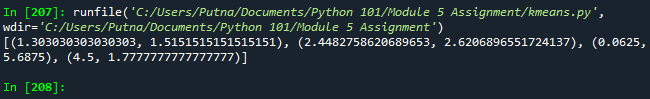 In [207]: runfile('C:/Users/Putna/Documents/Python 101/Module 5 Assignment/kmeans.py',
wdir='C:/Users/Putna/Documents/Python 101/Module 5 Assignment')
[(1.303030303030303, 1.5151515151515151), (2.4482758620689653, 2.6206896551724137), (0.0625,
5.6875), (4.5, 1.7777777777777777)]
In [208]: